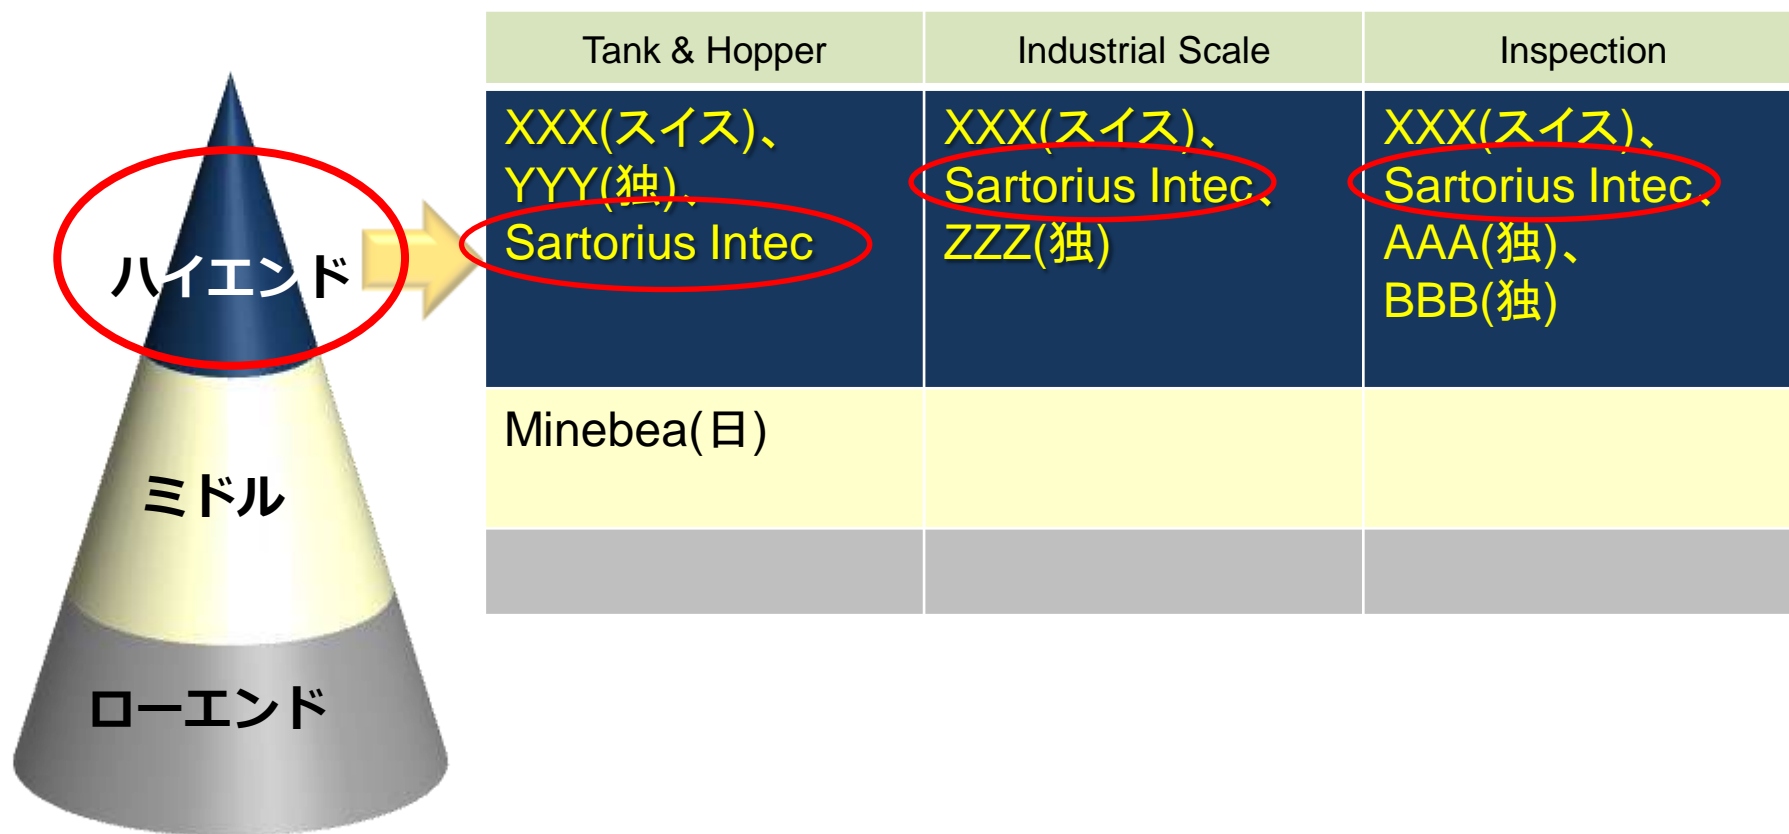 Tank & Hopper
Industrial Scale
Inspection
XXX(スイス)、
YYY(独)、
Sartorius Intec
XXX(スイス)、
Sartorius Intec、
ZZZ(独)
XXX(スイス)、
Sartorius Intec、
AAA(独)、
BBB(独)
Minebea(日)
ハイエンド
ミドル
ローエンド